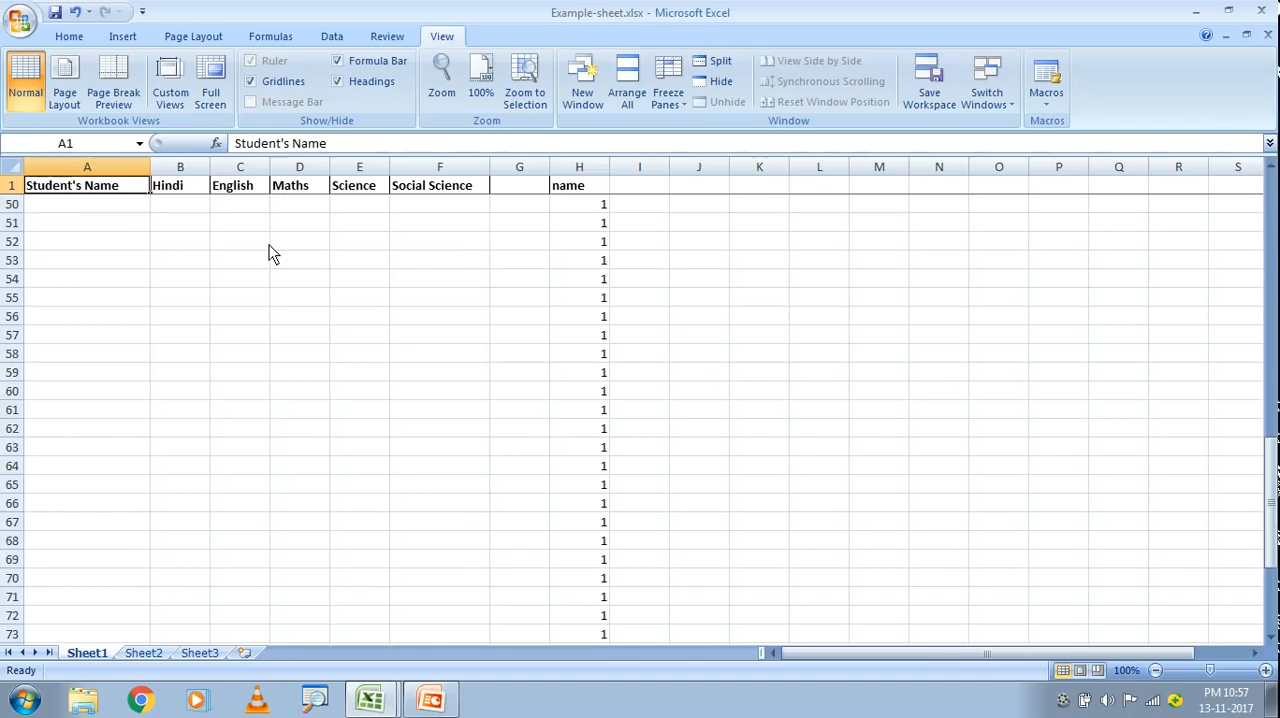 Example-sheet.xlsx - Microsoft Excel
Home Insert Page Layout Formulas Data Review View
Normal
Page Layout
Page Break Preview
Custom Views
Full Screen
Workbook Views
Ruler Formula Bar
Gridlines Headings
Message Bar
Show/Hide
Zoom
100%
Zoom to Selection
Zoom
New Window
Arrange All
Freeze Panes
Split
Hide
Unhide
View Side by Side
Synchronous Scrolling
Reset Window Position
Save Workspace
Switch Windows
Window
Macros
Macros
A1 fx Student's Name
A B C D E F G H I J K L M N O P Q R S
1 Student's Name Hindi English Maths Science Social Science name
50 1
51 1
52 1
53 1
54 1
55 1
56 1
57 1
58 1
59 1
60 1
61 1
62 1
63 1
64 1
65 1
66 1
67 1
68 1
69 1
70 1
71 1
72 1
73 1
Sheet1 Sheet2 Sheet3
Ready 100%
PM 10:57
13-11-2017